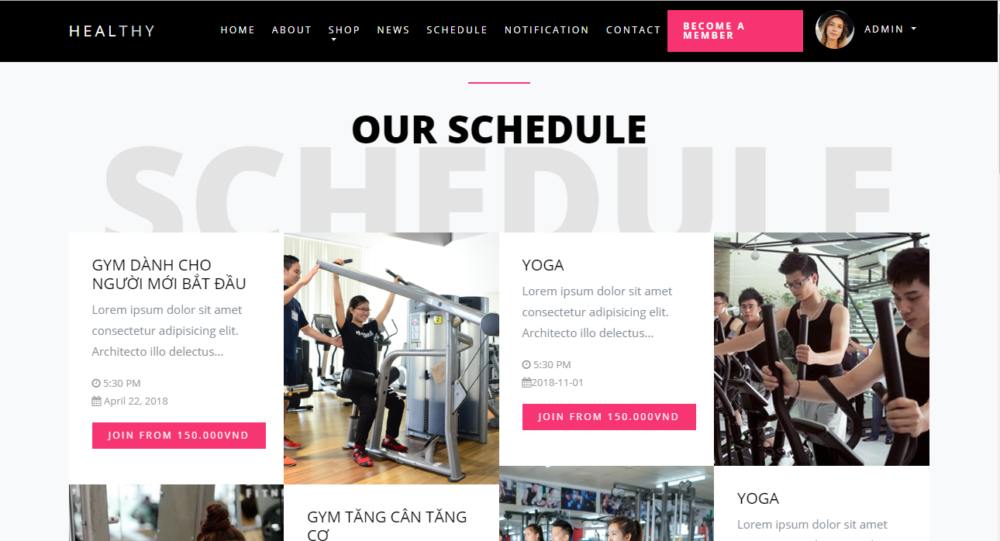 HEALTHY
HOME ABOUT SHOP NEWS SCHEDULE NOTIFICATION CONTACT
BECOME A
MEMBER
ADMIN
OUR SCHEDULE
SCHEDULE
GYM DÀNH CHO
NGƯỜI MỚI BẮT ĐẦU
Lorem ipsum dolor sit amet
consectetur adipisicing elit.
Architecto illo delectus...
5:30 PM
April 22, 2018
JOIN FROM 150.000VND
YOGA
Lorem ipsum dolor sit amet
consectetur adipisicing elit.
Architecto illo delectus...
5:30 PM
2018-11-01
JOIN FROM 150.000VND
GYM TĂNG CÂN TĂNG
CƠ
YOGA
Lorem ipsum dolor sit amet